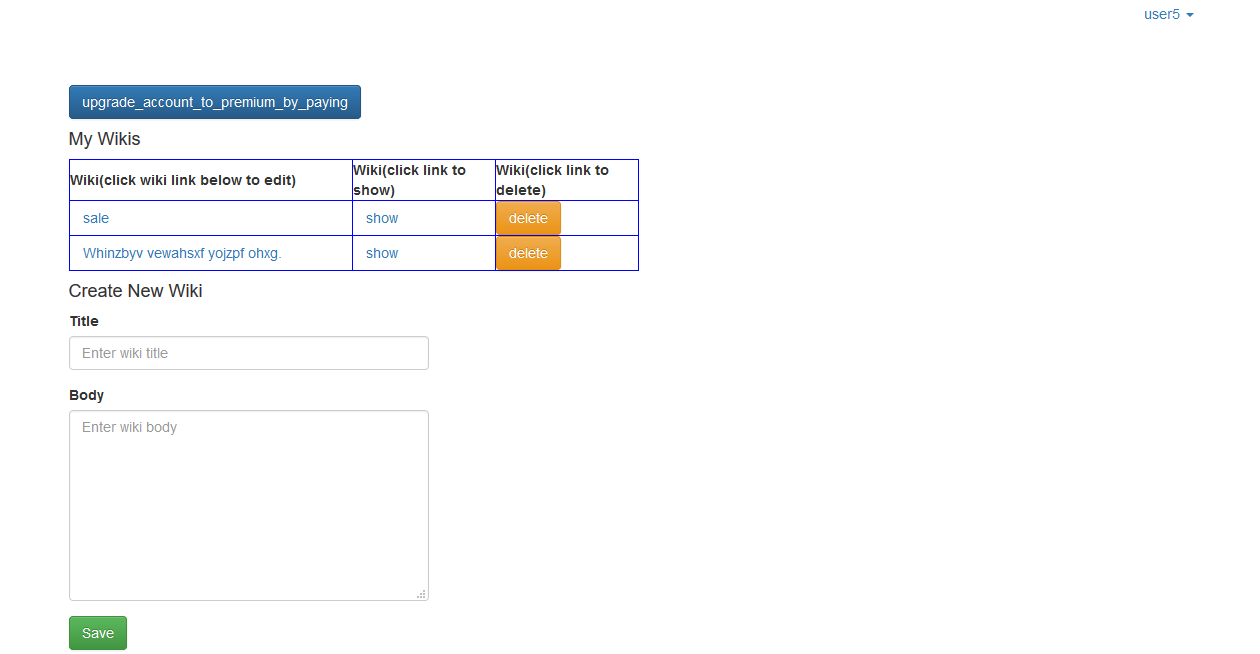 user5
upgrade_account_to_premium_by_paying
My Wikis
Wiki(click wiki link below to edit)
Wiki(click link to
show)
Wiki(click link to
delete)
sale
show
delete
Whinzbyv vewahsxf yojzpf ohxg.
show
delete
Create New Wiki
Title
Enter wiki title
Body
Enter wiki body
Save